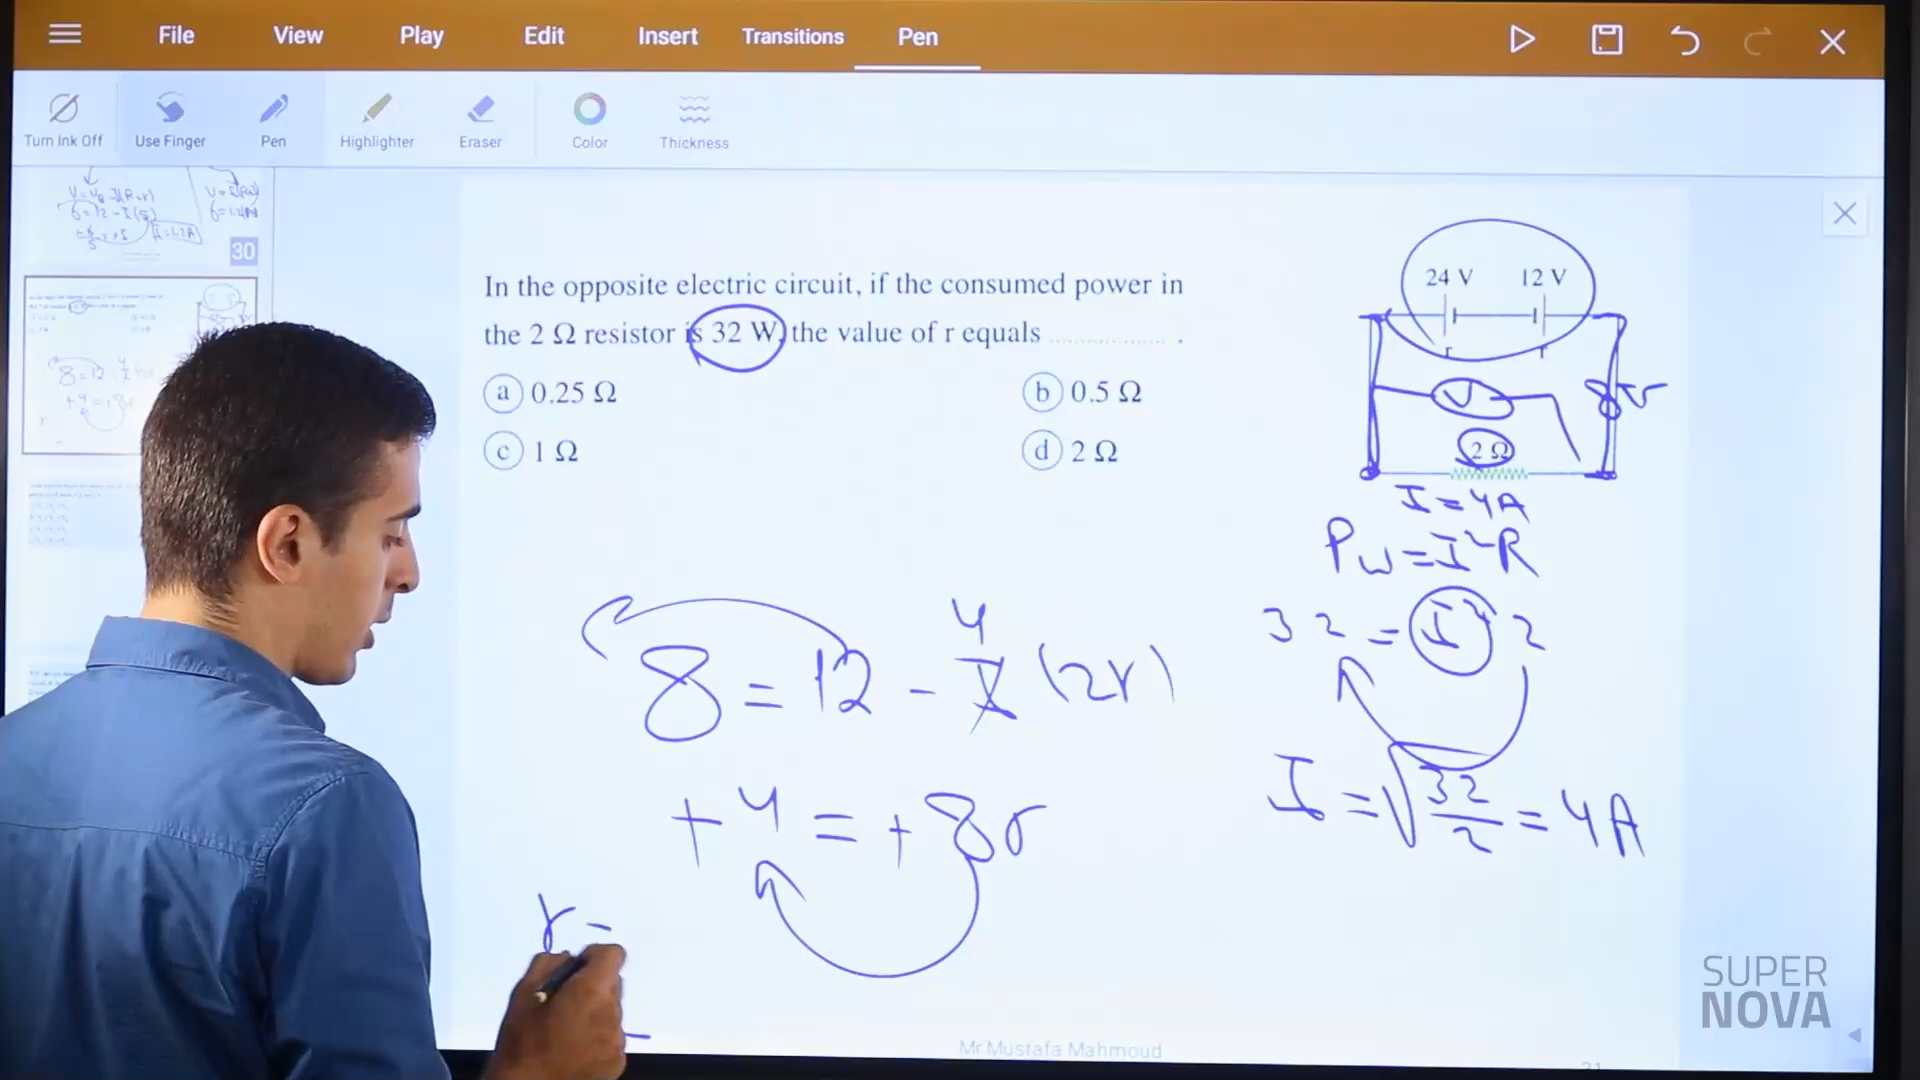 File View Play Edit Insert Transitions Pen
Turn Ink Off Use Finger Pen Highlighter Eraser Color Thickness
30
In the opposite electric circuit, if the consumed power in
the 2 Ω resistor is 32 W, the value of r equals .................. .
a 0.25 Ω
b 0.5 Ω
c 1 Ω
d 2 Ω
24 V 12 V
r r
V
2 Ω
I = 4A
Pw = I²R
32 = I² 2
I = √32/2 = 4 A
4
8 = 12 - I (2r)
+4 = +8r
r =
SUPER
NOVA
Mr.Mustafa Mahmoud